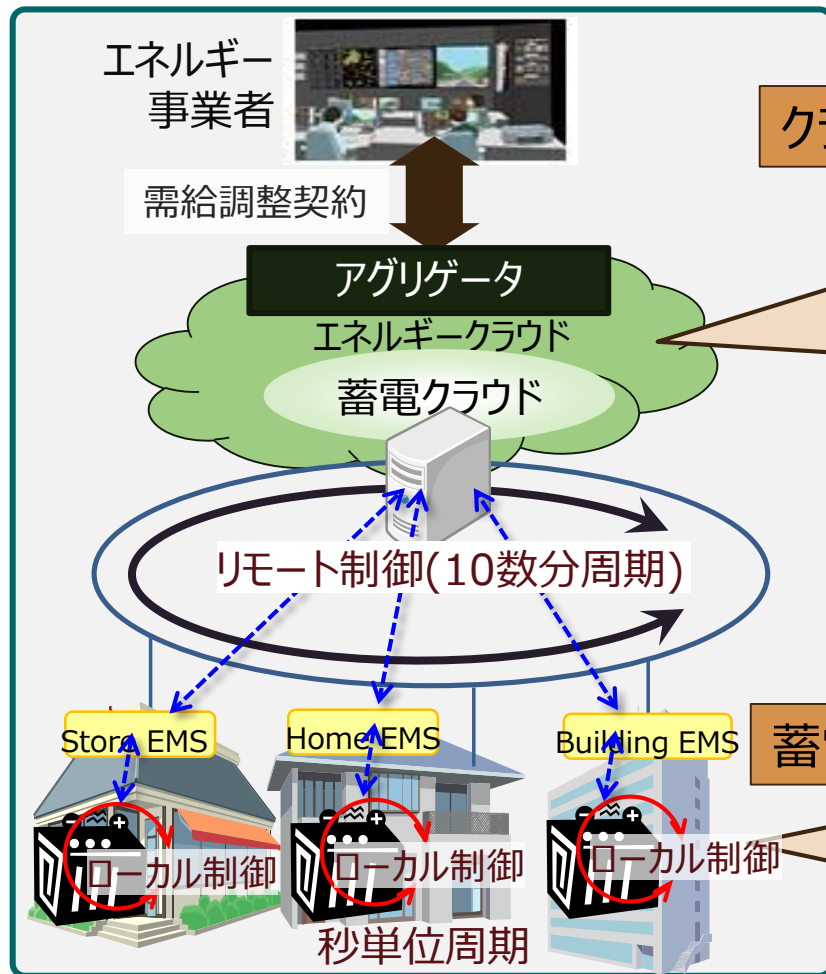 エネルギー
事業者
需給調整契約
アグリゲータ
エネルギークラウド
蓄電クラウド
リモート制御(10数分周期)
Store EMS
Home EMS
Building EMS
ローカル制御
ローカル制御
ローカル制御
秒単位周期
ク
蓄